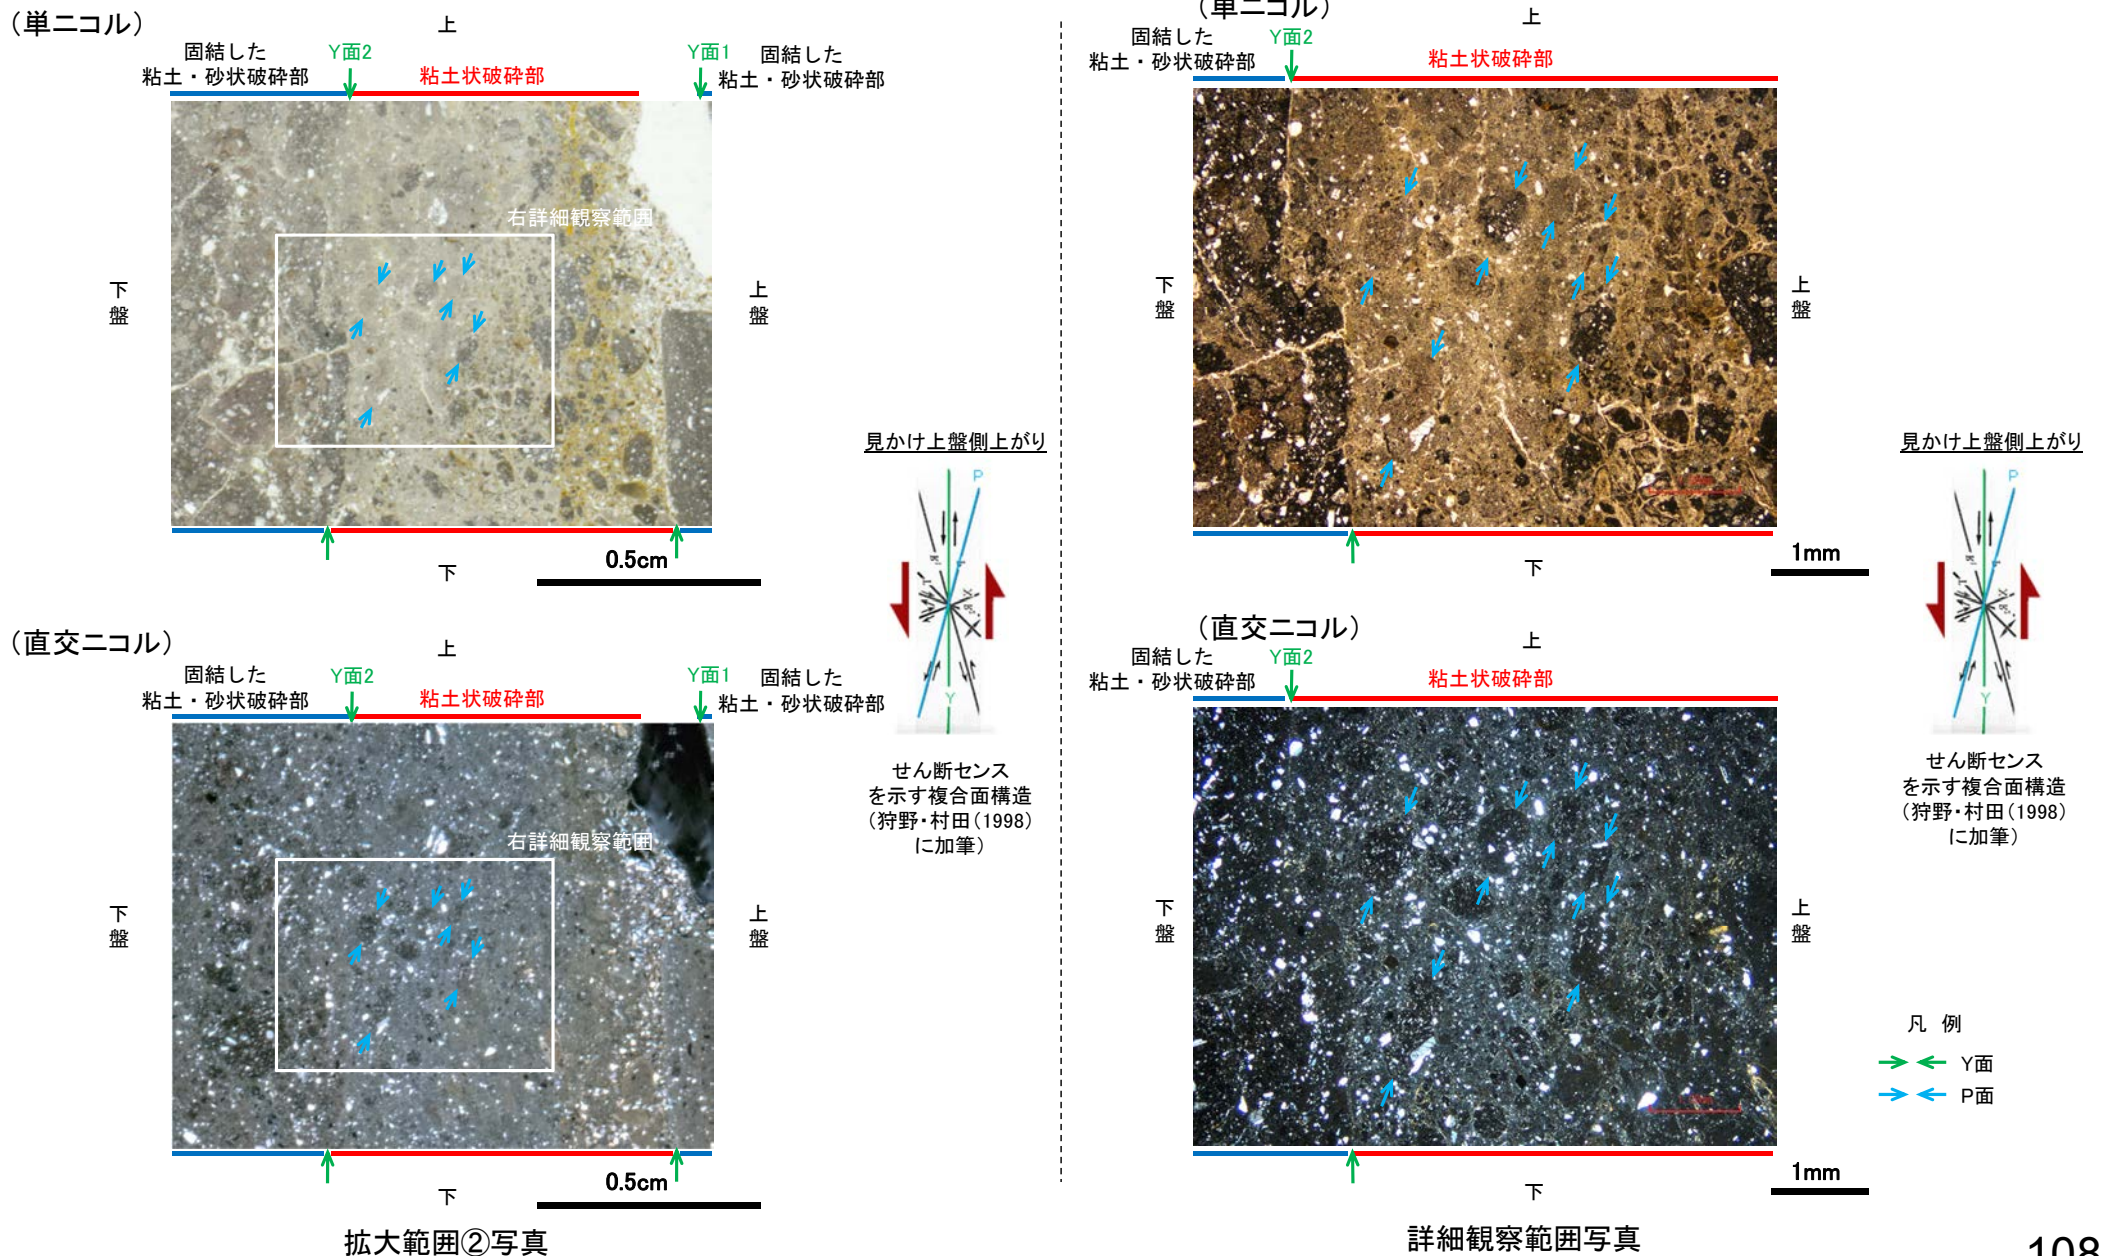 （単ニコル）
上
固結した
粘土・砂状破砕部
Y面2
粘土状破砕部
Y面1
固結した
粘土・砂状破砕部
右詳細観察範囲
下盤
上盤
下
0.5cm
（直交ニコル）
上
固結した
粘土・砂状破砕部
Y面2
粘土状破砕部
Y面1
固結した
粘土・砂状破砕部
右詳細観察範囲
下盤
上盤
下
0.5cm
拡大範囲②写真
見かけ上盤側上がり
P
Y
せん断センス
を示す複合面構造
（狩野・村田（1998）
に加筆）
（単ニコル）
上
固結した
粘土・砂状破砕部
Y面2
粘土状破砕部
下盤
上盤
下
1mm
（直交ニコル）
上
固結した
粘土・砂状破砕部
Y面2
粘土状破砕部
下盤
上盤
下
1mm
詳細観察範囲写真
見かけ上盤側上がり
P
Y
せん断センス
を示す複合面構造
（狩野・村田（1998）
に加筆）
凡 例
Y面
P面
108